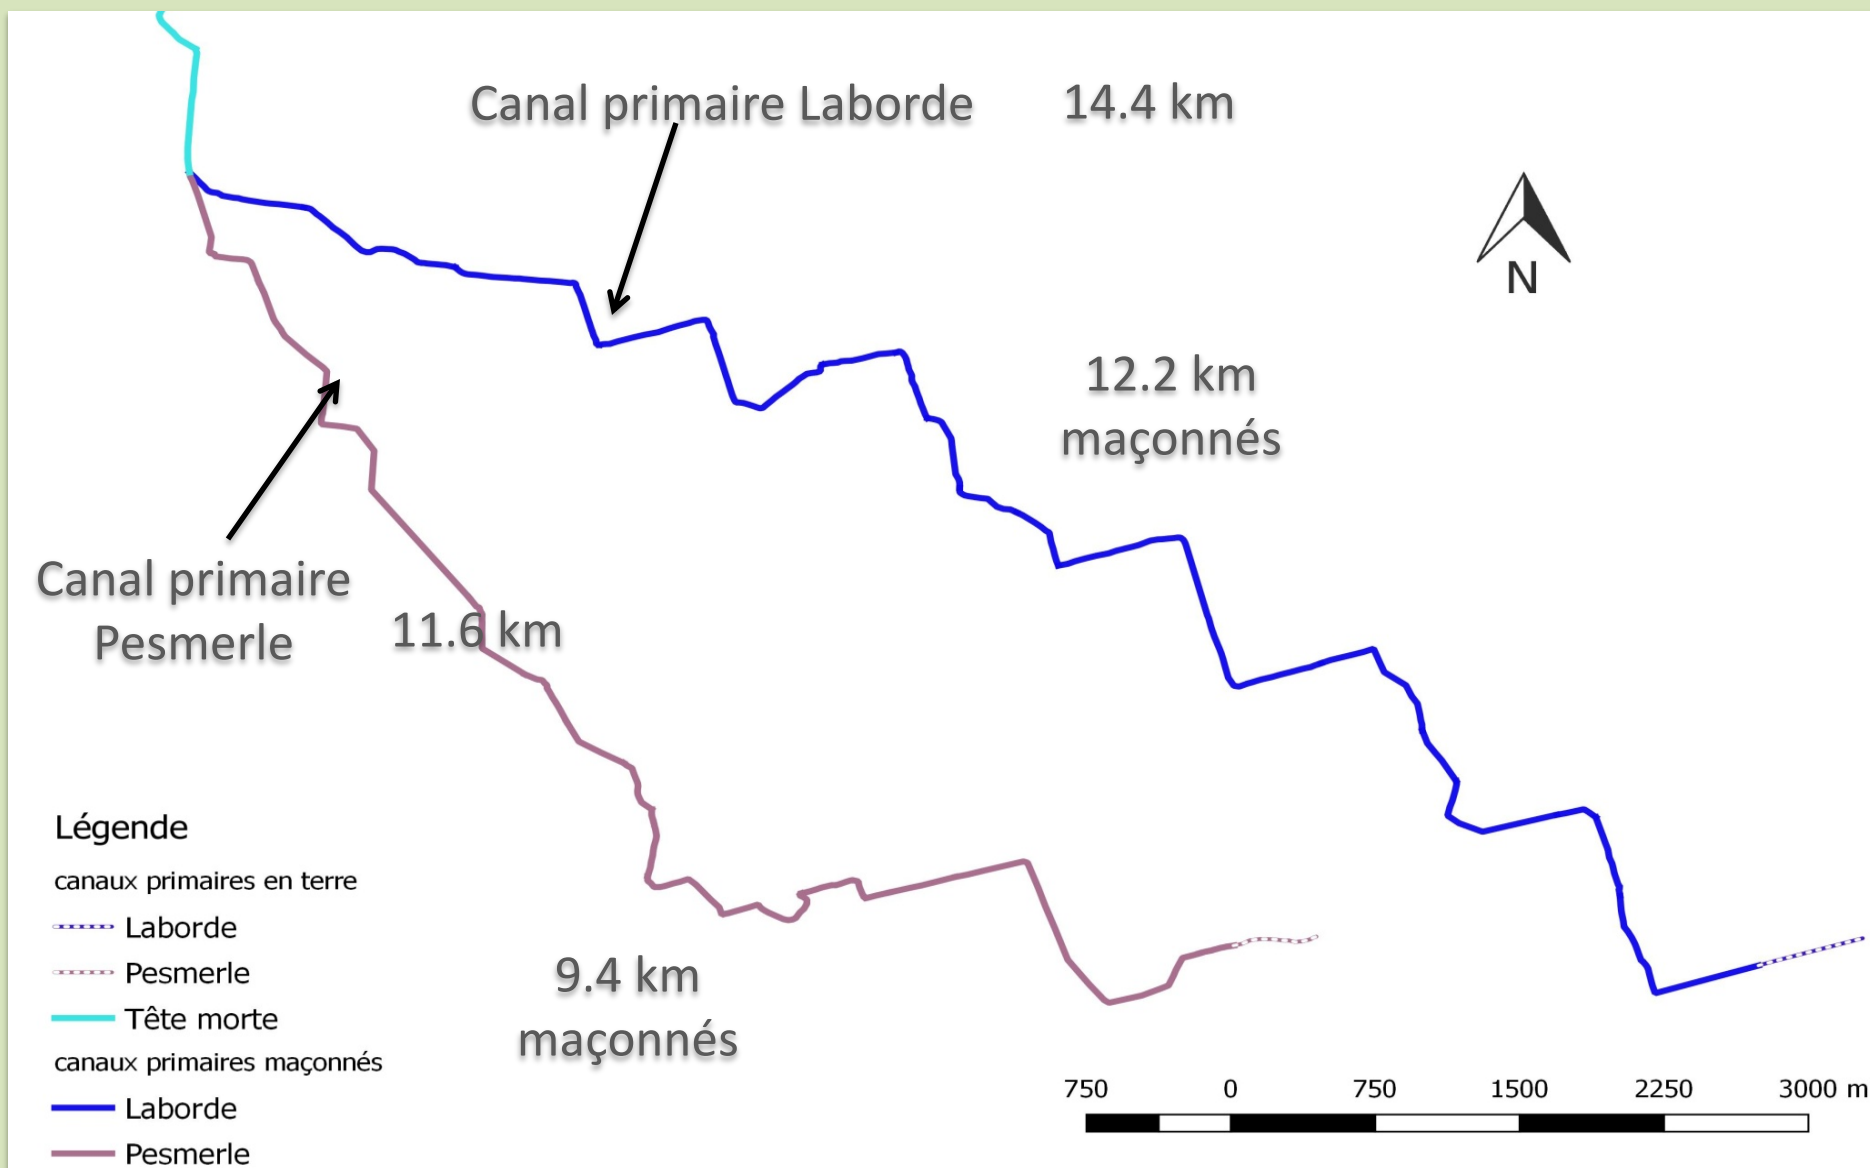 Canal primaire Laborde 14.4 km
N
12.2 km
maçonnés
Canal primaire
Pesmerle
11.6 km
9.4 km
maçonnés
Légende
canaux primaires en terre
Laborde
Pesmerle
Tête morte
canaux primaires maçonnés
Laborde
Pesmerle
750 0 750 1500 2250 3000 m